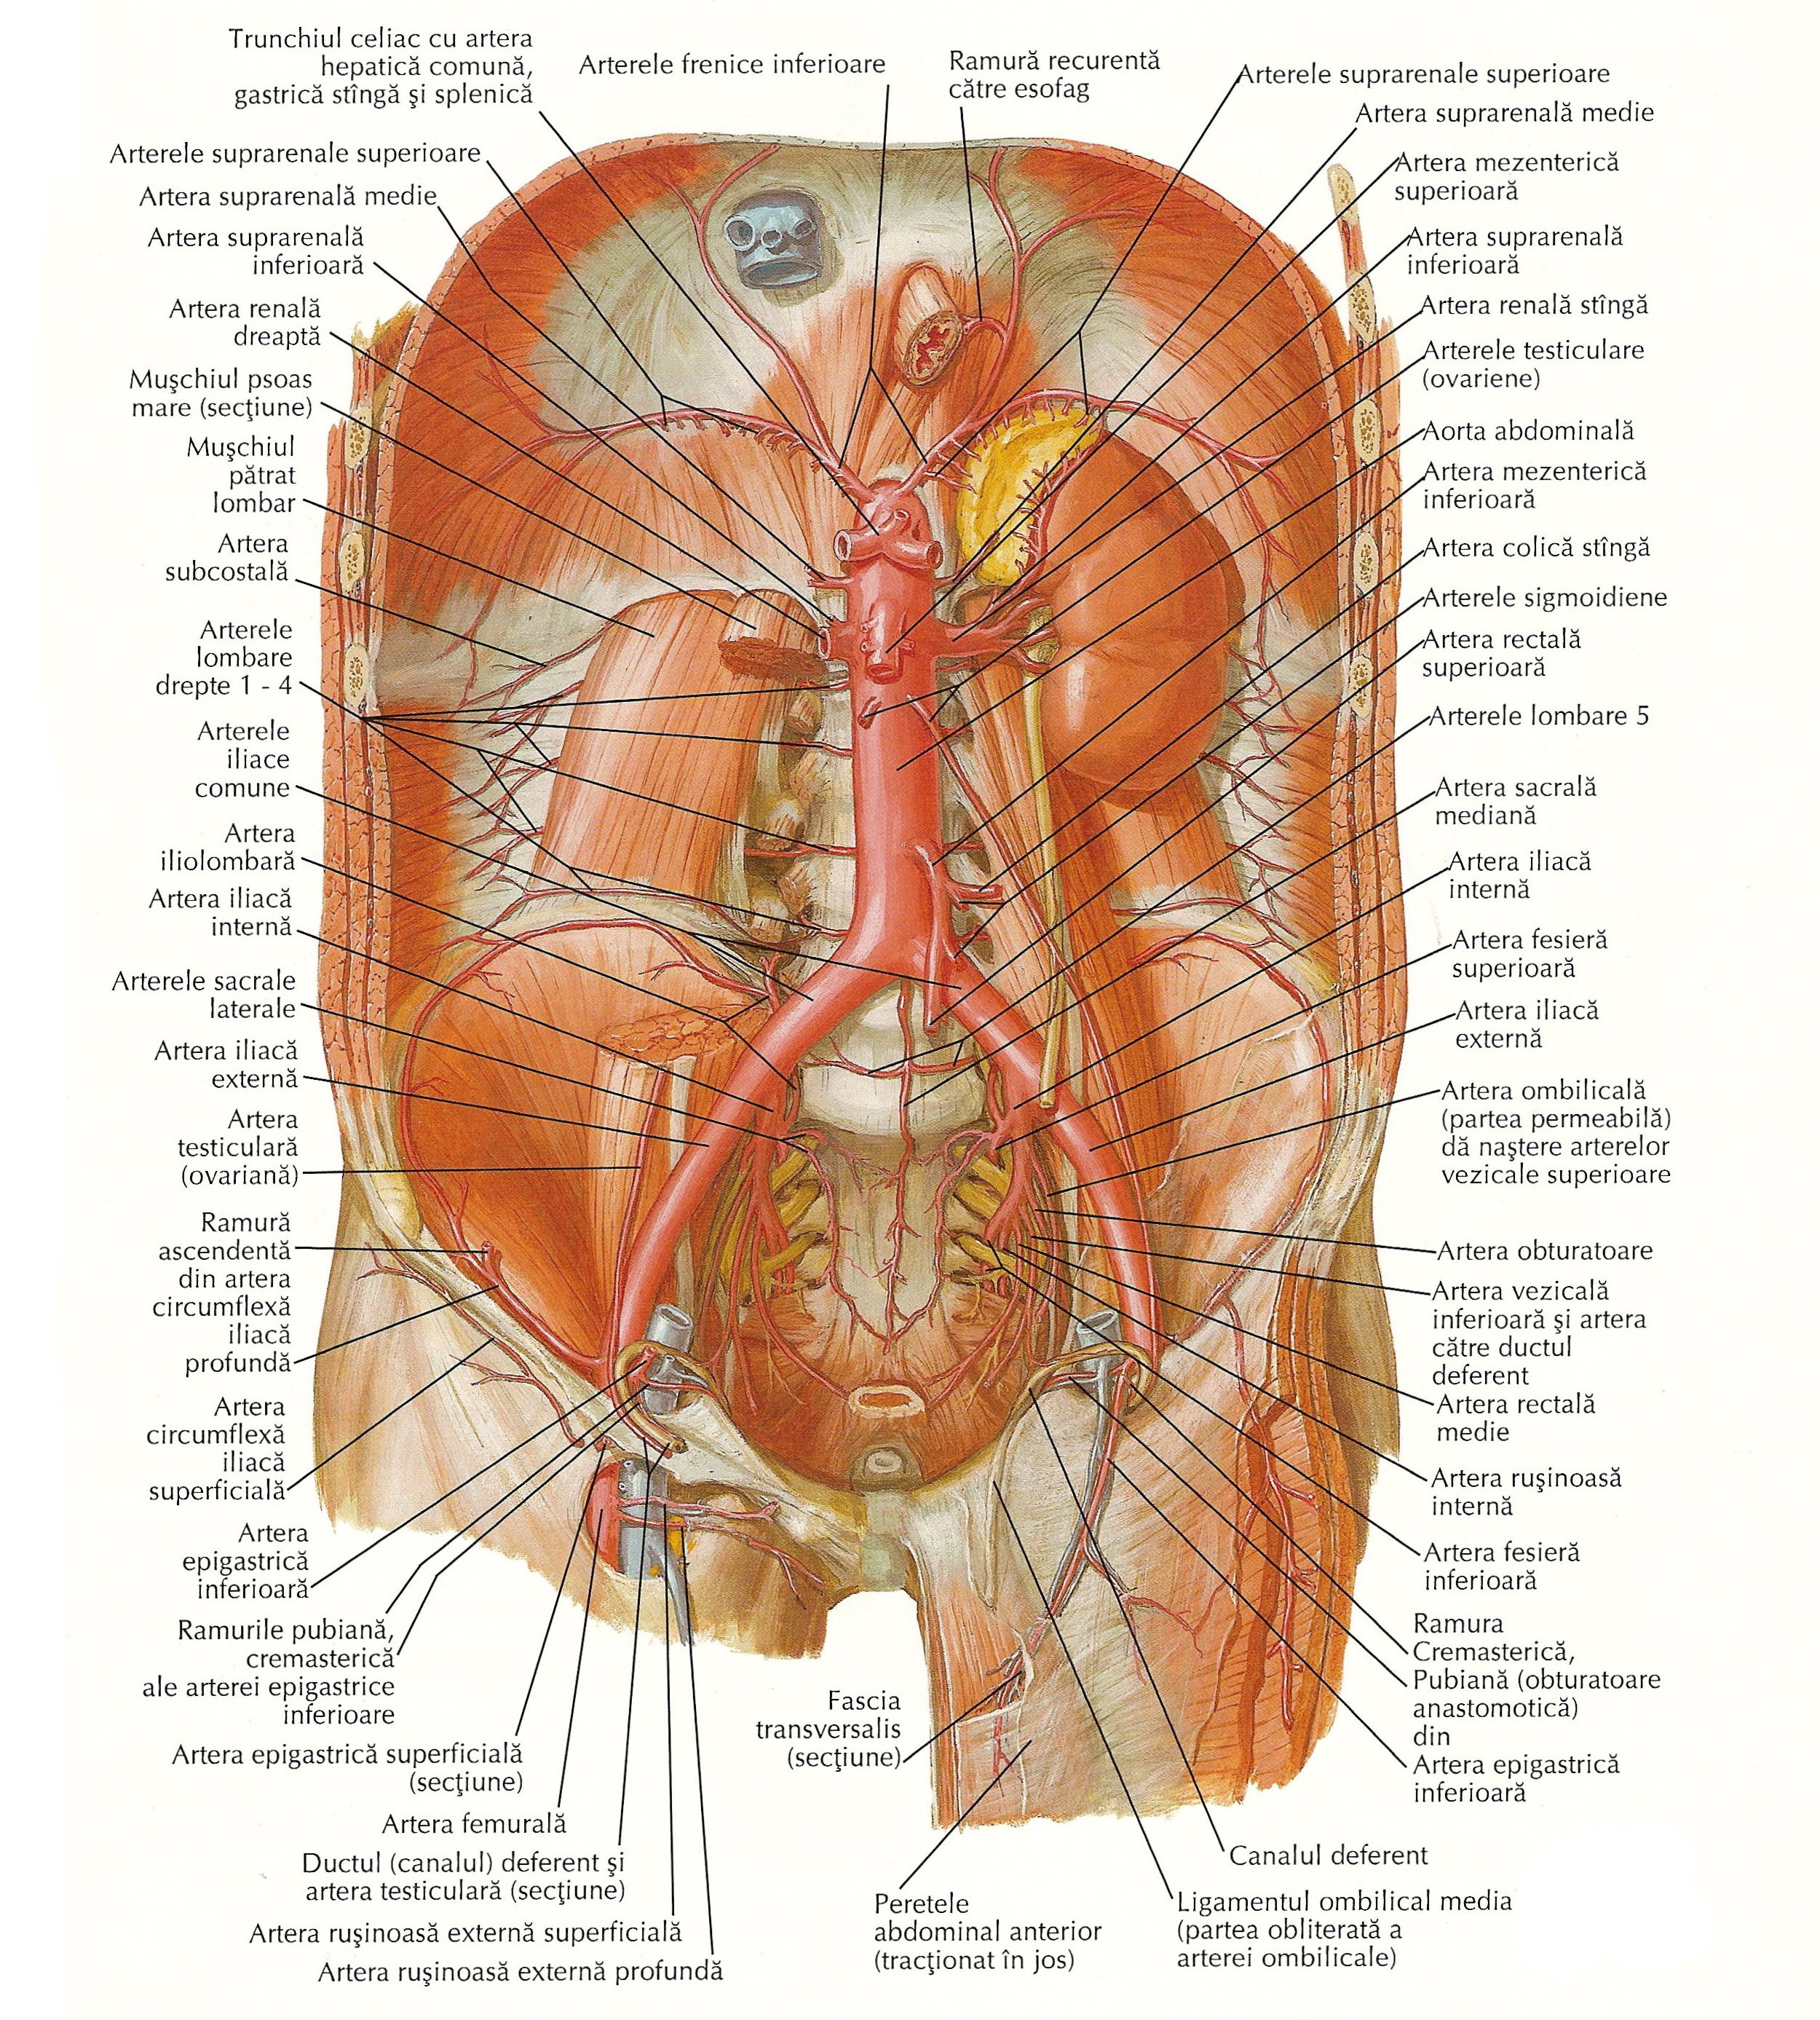 Trunchiul celiac cu artera
hepatică comună,
gastrică stîngă şi splenică
Arterele frenice inferioare
Ramură recurentă
către esofag
Arterele suprarenale superioare
Artera suprarenală medie
Artera mezenterică
superioară
Artera suprarenală
inferioară
Artera renală stîngă
Arterele testiculare
(ovariene)
Aorta abdominală
Artera mezenterică
inferioară
Artera colică stîngă
Arterele sigmoidiene
Artera rectală
superioară
Arterele lombare 5
Artera sacrală
mediană
Artera iliacă
internă
Artera fesieră
superioară
Artera iliacă
externă
Artera ombilicală
(partea permeabilă)
dă naştere arterelor
vezicale superioare
Artera obturatoare
Artera vezicală
inferioară şi artera
către ductul
deferent
Artera rectală
medie
Artera ruşinoasă
internă
Artera fesieră
inferioară
Ramura
Cremasterică,
Pubiană (obturatoare
anastomotică)
din
Artera epigastrică
inferioară
Canalul deferent
Ligamentul ombilical media
(partea obliterată a
arterei ombilicale)
Arterele suprarenale superioare
Artera suprarenală medie
Artera suprarenală
inferioară
Artera renală
dreaptă
Muşchiul psoas
mare (secţiune)
Muşchiul
pătrat
lombar
Artera
subcostală
Arterele
lombare
drepte 1 - 4
Arterele
iliace
comune
Artera
iliolombară
Artera iliacă
internă
Arterele sacrale
laterale
Artera iliacă
externă
Artera
testiculară
(ovariană)
Ramură
ascendentă
din artera
circumflexă
iliacă
profundă
Artera
circumflexă
iliacă
superficială
Artera
epigastrică
inferioară
Ramurile pubiană,
cremasterică
ale arterei epigastrice
inferioare
Artera epigastrică superficială
(secţiune)
Artera femurală
Ductul (canalul) deferent şi
artera testiculară (secţiune)
Artera ruşinoasă externă superficială
Artera ruşinoasă externă profundă
Fascia
transversalis
(secţiune)
Peretele
abdominal anterior
(tracţionat în jos)